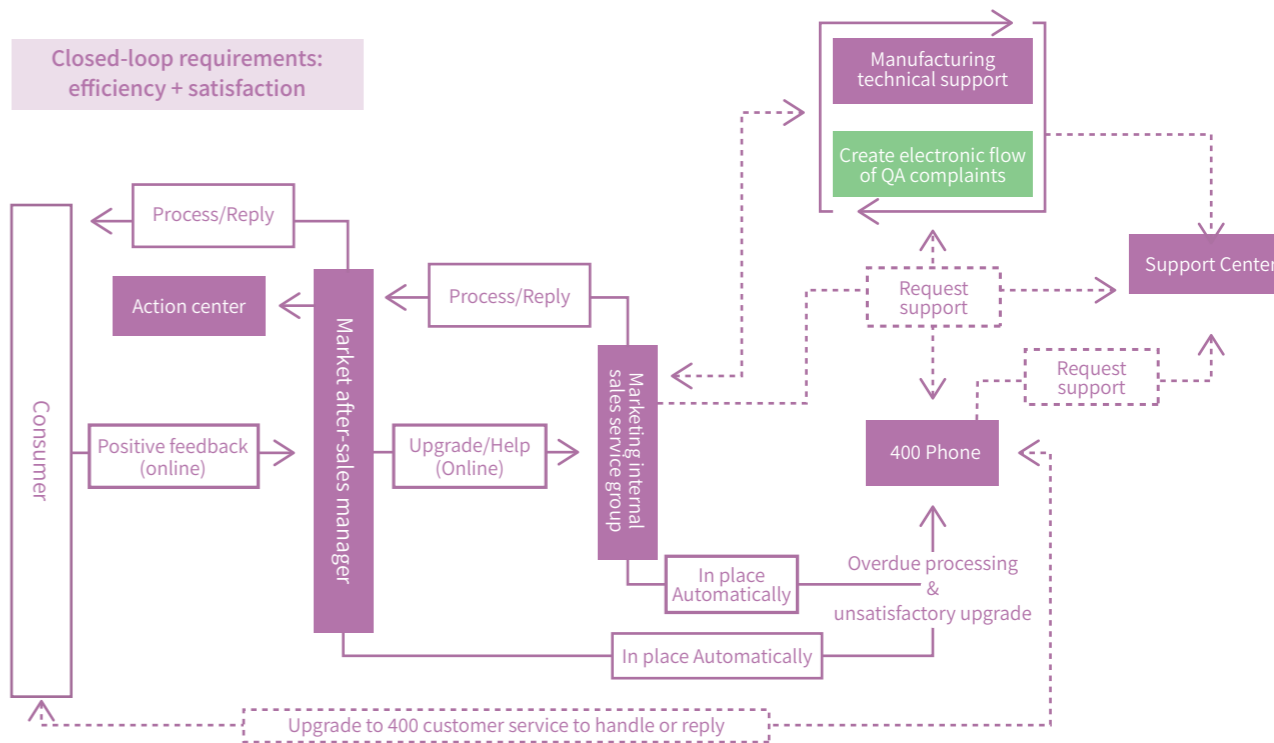 Closed-loop requirements:
efficiency + satisfaction
Manufacturing
technical support
Create electronic flow
of QA complaints
Process/Reply
Support Center
Action center
Process/Reply
Request
support
Market after-sales manager
Marketing internal
sales service group
Request
support
Consumer
Positive feedback
(online)
Upgrade/Help
(Online)
400 Phone
In place
Automatically
Overdue processing
&
unsatisfactory upgrade
In place Automatically
Upgrade to 400 customer service to handle or reply